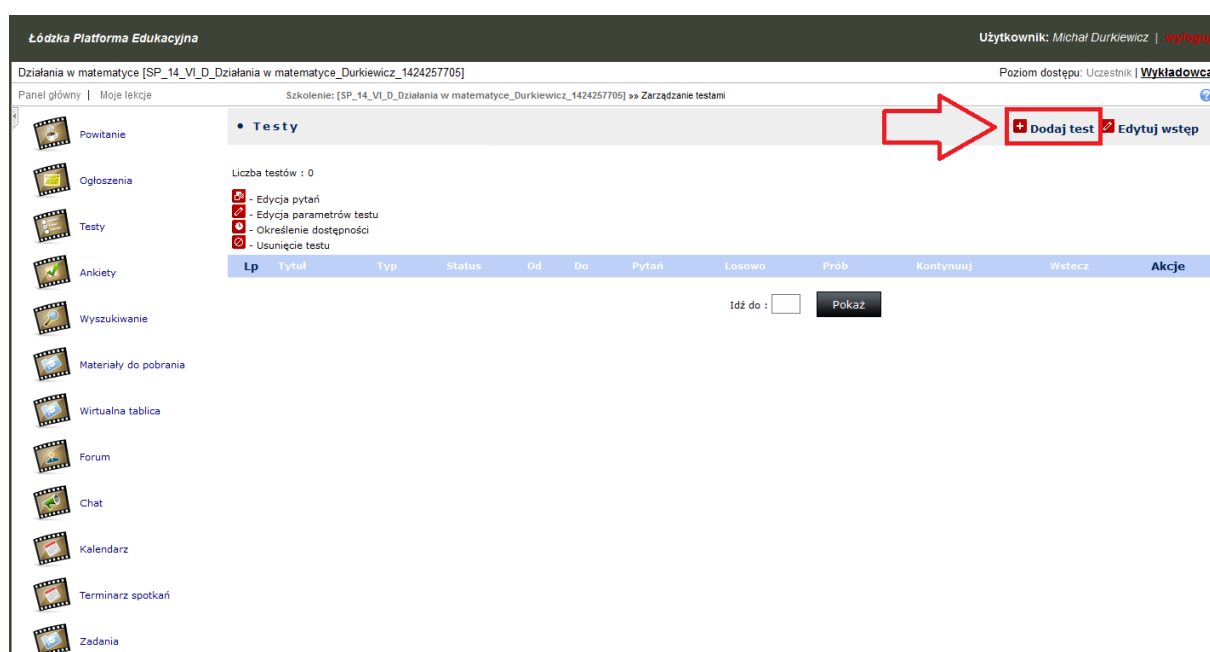 Łódzka Platforma Edukacyjna
Użytkownik: Michał Durkiewicz | wyloguj
Działania w matematyce [SP_14_VI_D_Działania w matematyce_Durkiewicz_1424257705]
Poziom dostępu: Uczestnik | Wykładowca
Panel główny | Moje lekcje
Szkolenie: [SP_14_VI_D_Działania w matematyce_Durkiewicz_1424257705] »» Zarządzanie testami
• Testy
Dodaj test Edytuj wstęp
Liczba testów : 0
- Edycja pytań
- Edycja parametrów testu
- Określenie dostępności
- Usunięcie testu
Lp Tytuł Typ Status Od Do Pytań Losowo Prób Kontynuuj Wstecz Akcje
Idź do : Pokaż
Powitanie
Ogłoszenia
Testy
Ankiety
Wyszukiwanie
Materiały do pobrania
Wirtualna tablica
Forum
Chat
Kalendarz
Terminarz spotkań
Zadania